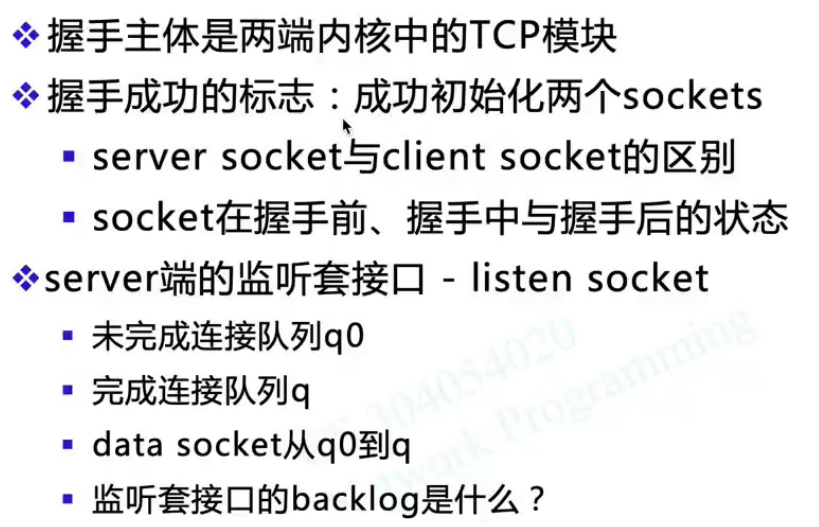 握手主体是两端内核中的TCP模块
握手成功的标志：成功初始化两个sockets
server socket与client socket的区别
socket在握手前、握手中与握手后的状态
server端的监听套接口 - listen socket
未完成连接队列q0
完成连接队列q
data socket从q0到q
监听套接口的backlog是什么？
304054020
Programming